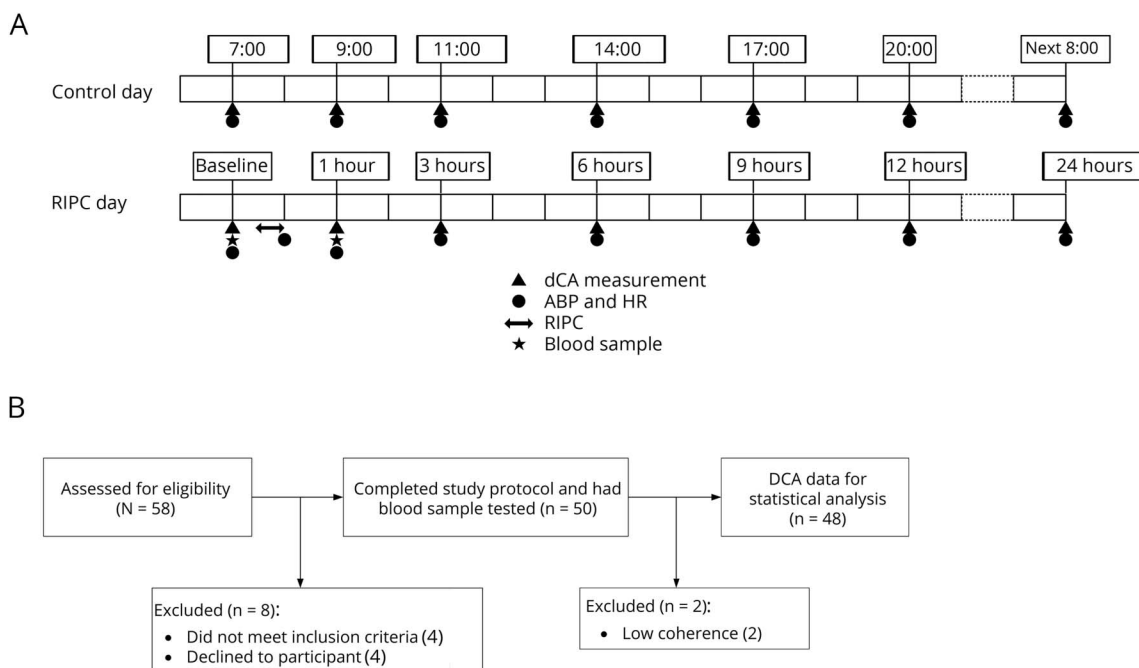 A
7:00 9:00 11:00 14:00 17:00 20:00 Next 8:00
Control day
Baseline 1 hour 3 hours 6 hours 9 hours 12 hours 24 hours
RIPC day
dCA measurement
ABP and HR
RIPC
Blood sample
B
Assessed for eligibility
(N = 58)
Completed study protocol and had
blood sample tested (n = 50)
DCA data for
statistical analysis
(n = 48)
Excluded (n = 8):
• Did not meet inclusion criteria (4)
• Declined to participant (4)
Excluded (n = 2):
• Low coherence (2)